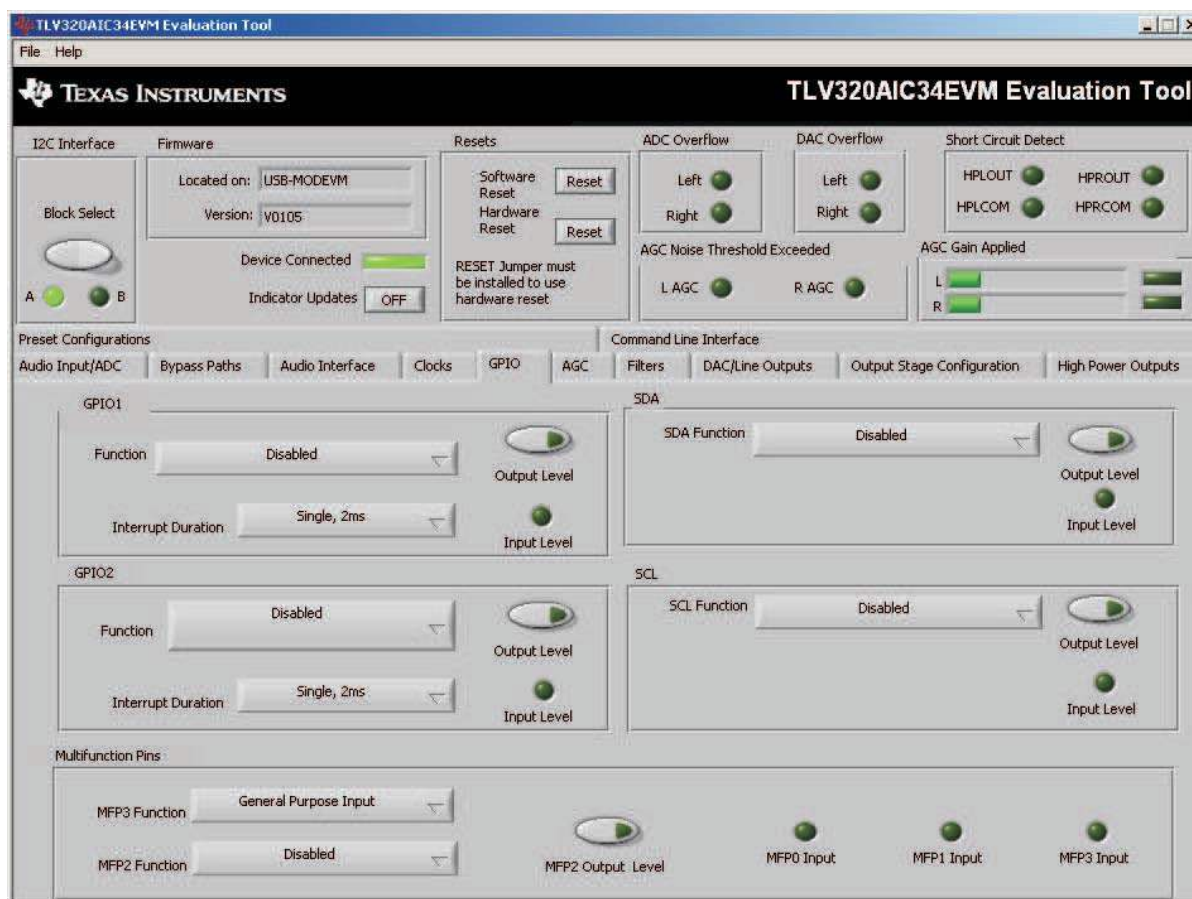 TLV320AIC34EVM Evaluation Tool
File Help
TEXAS INSTRUMENTS
TLV320AIC34EVM Evaluation Tool
I2C Interface
Block Select
A
B
Firmware
Located on: USB-MODEVM
Version: V0105
Device Connected
Indicator Updates OFF
Resets
Software Reset Reset
Hardware Reset Reset
RESET Jumper must
be installed to use
hardware reset
ADC Overflow
Left
Right
DAC Overflow
Left
Right
Short Circuit Detect
HPLOUT HPROUT
HPLCOM HPRCOM
AGC Noise Threshold Exceeded
L AGC R AGC
AGC Gain Applied
L
R
Preset Configurations Command Line Interface
Audio Input/ADC Bypass Paths Audio Interface Clocks GPIO AGC Filters DAC/Line Outputs Output Stage Configuration High Power Outputs
GPIO1
Function Disabled
Output Level
Interrupt Duration Single, 2ms
Input Level
SDA
SDA Function Disabled
Output Level
Input Level
GPIO2
Function Disabled
Output Level
Interrupt Duration Single, 2ms
Input Level
SCL
SCL Function Disabled
Output Level
Input Level
Multifunction Pins
MFP3 Function General Purpose Input
MFP2 Function Disabled
MFP2 Output Level
MFP0 Input
MFP1 Input
MFP3 Input